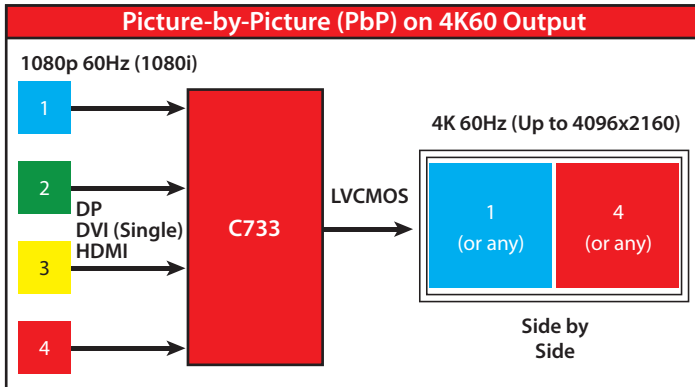 Picture-by-Picture (PbP) on 4K60 Output
1080p 60Hz (1080i)
1
2
DP
DVI (Single)
HDMI
3
4
C733
LVCMOS
4K 60Hz (Up to 4096x2160)
1
(or any)
4
(or any)
Side by
Side